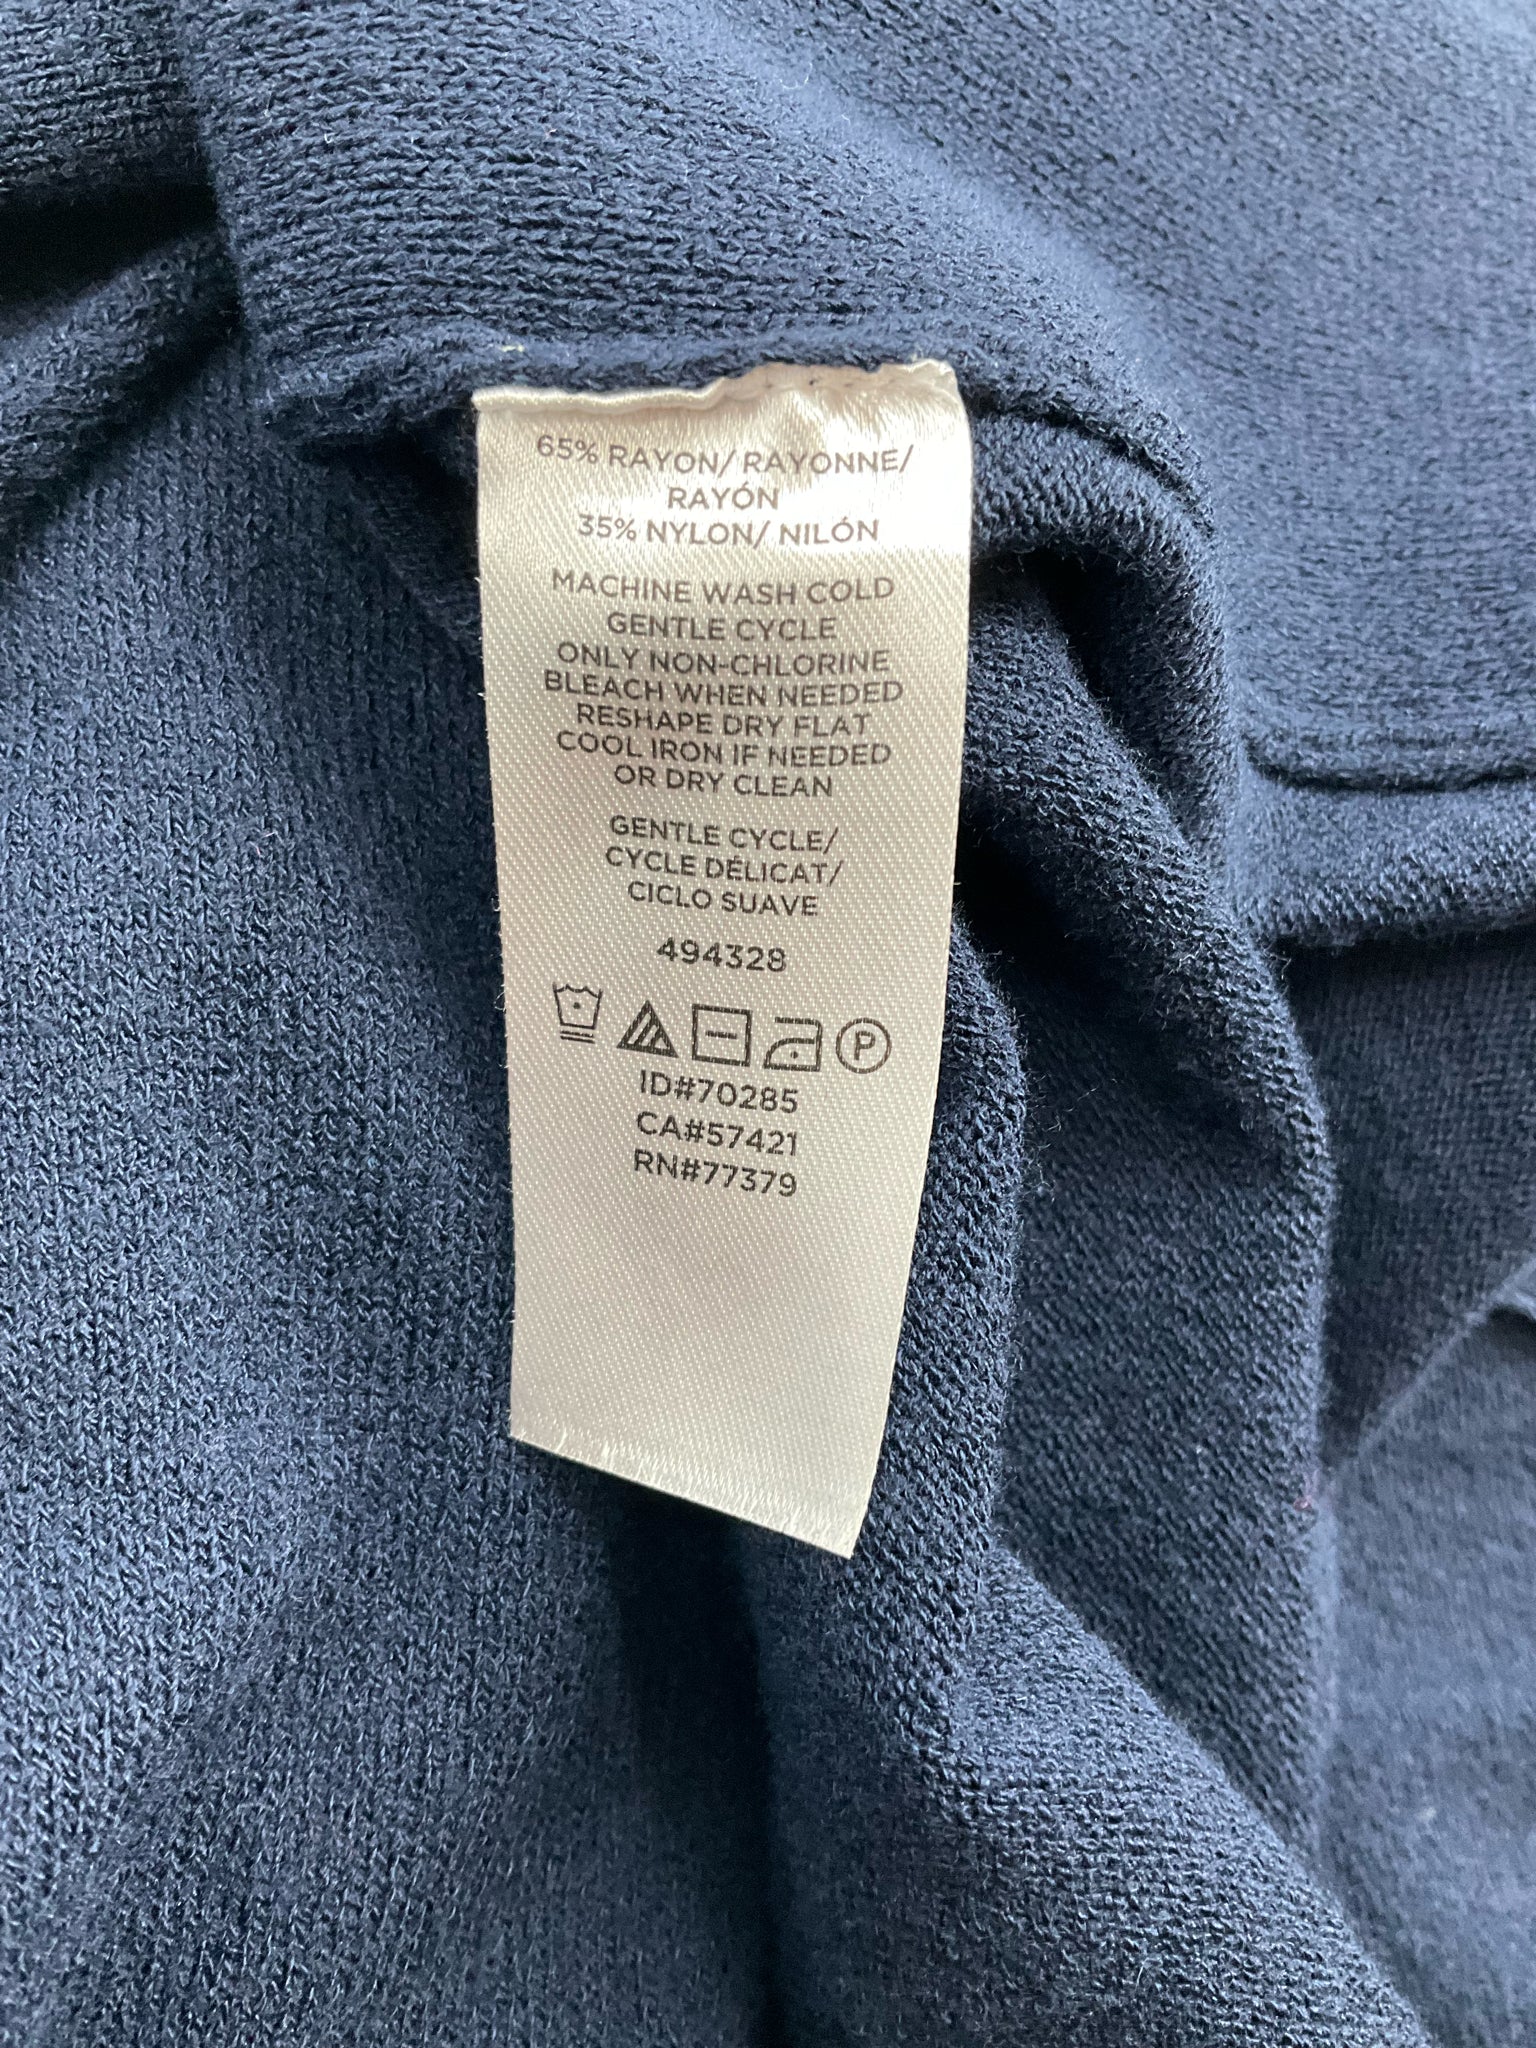 65% RAYON/ RAYONNE/
RAYÓN
35% NYLON/ NILÓN
MACHINE WASH COLD
GENTLE CYCLE
ONLY NON-CHLORINE
BLEACH WHEN NEEDED
RESHAPE DRY FLAT
COOL IRON IF NEEDED
OR DRY CLEAN
GENTLE CYCLE/
CYCLE DÉLICAT/
CICLO SUAVE
494328
P
ID#70285
CA#57421
RN#77379